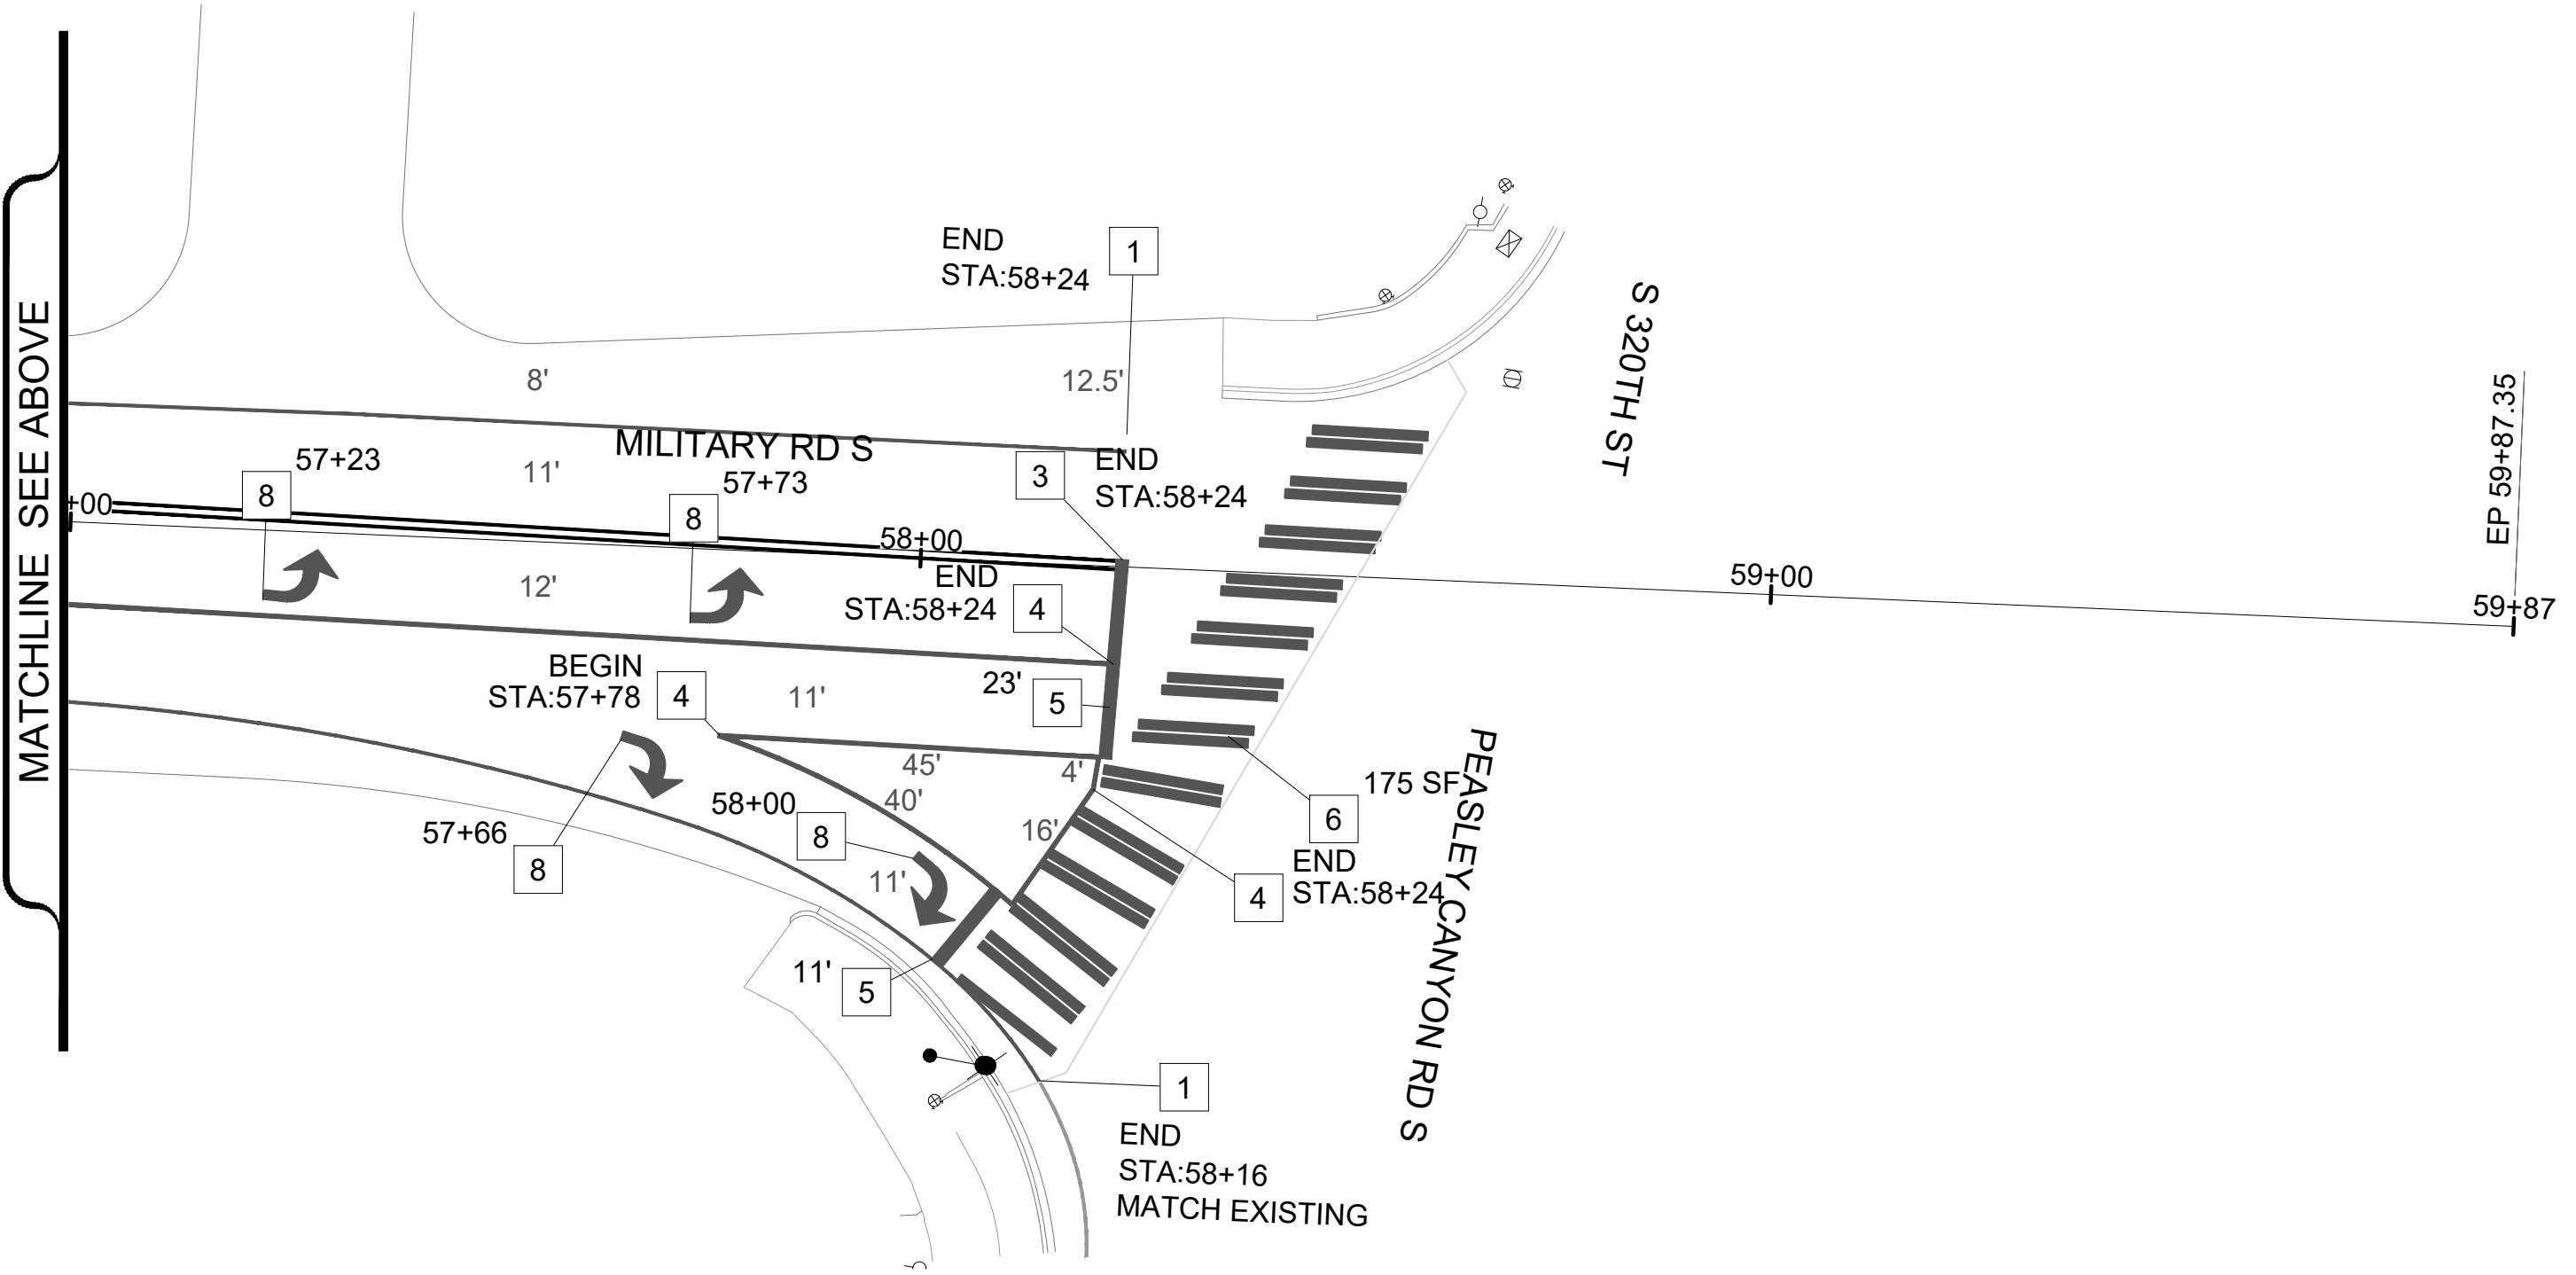 MATCHLINE SEE ABOVE
END
STA:58+24
1
8'
12.5'
MILITARY RD S
57+23
8
11'
57+73
8
3
END
STA:58+24
+00
58+00
12'
END
STA:58+24
4
BEGIN
STA:57+78
4
11'
23'
5
45'
4'
40'
16'
58+00
8
57+66
8
11'
11'
5
175 SF
6
END
STA:58+24
4
1
END
STA:58+16
MATCH EXISTING
S 320TH ST
PEASLEY CANYON RD S
59+00
EP 59+87.35
59+87